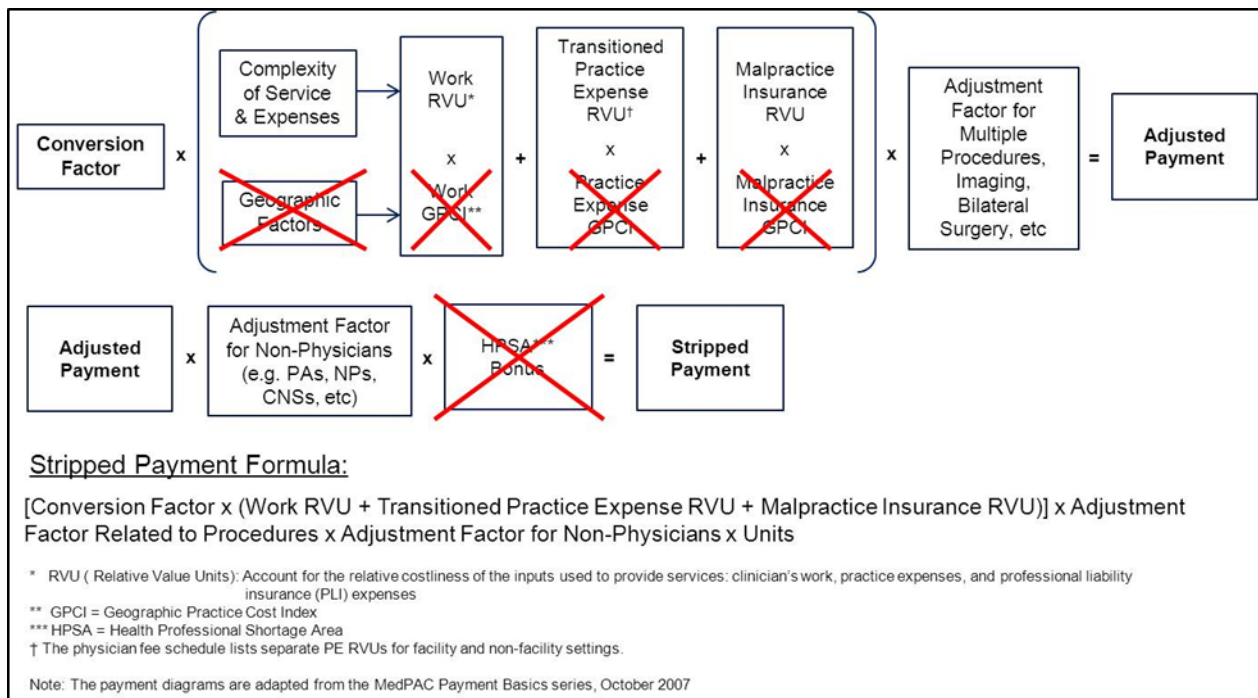 Conversion
Factor
x
Complexity
of Service
& Expenses
Geographic
Factors
Work
RVU*
x
Work
GPCI**
+
Transitioned
Practice
Expense
RVU†
x
Practice
Expense
GPCI
+
Malpractice
Insurance
RVU
x
Malpractice
Insurance
GPCI
x
Adjustment
Factor for
Multiple
Procedures,
Imaging,
Bilateral
Surgery, etc
=
Adjusted
Payment
Adjusted
Payment
x
Adjustment Factor
for Non-Physicians
(e.g. PAs, NPs,
CNSs, etc)
x
HPSA***
Bonus
=
Stripped
Payment
Stripped Payment Formula:
[Conversion Factor x (Work RVU + Transitioned Practice Expense RVU + Malpractice Insurance RVU)] x Adjustment
Factor Related to Procedures x Adjustment Factor for Non-Physicians x Units
* RVU ( Relative Value Units): Account for the relative costliness of the inputs used to provide services: clinician's work, practice expenses, and professional liability
insurance (PLI) expenses
** GPCI = Geographic Practice Cost Index
*** HPSA = Health Professional Shortage Area
† The physician fee schedule lists separate PE RVUs for facility and non-facility settings.
Note: The payment diagrams are adapted from the MedPAC Payment Basics series, October 2007